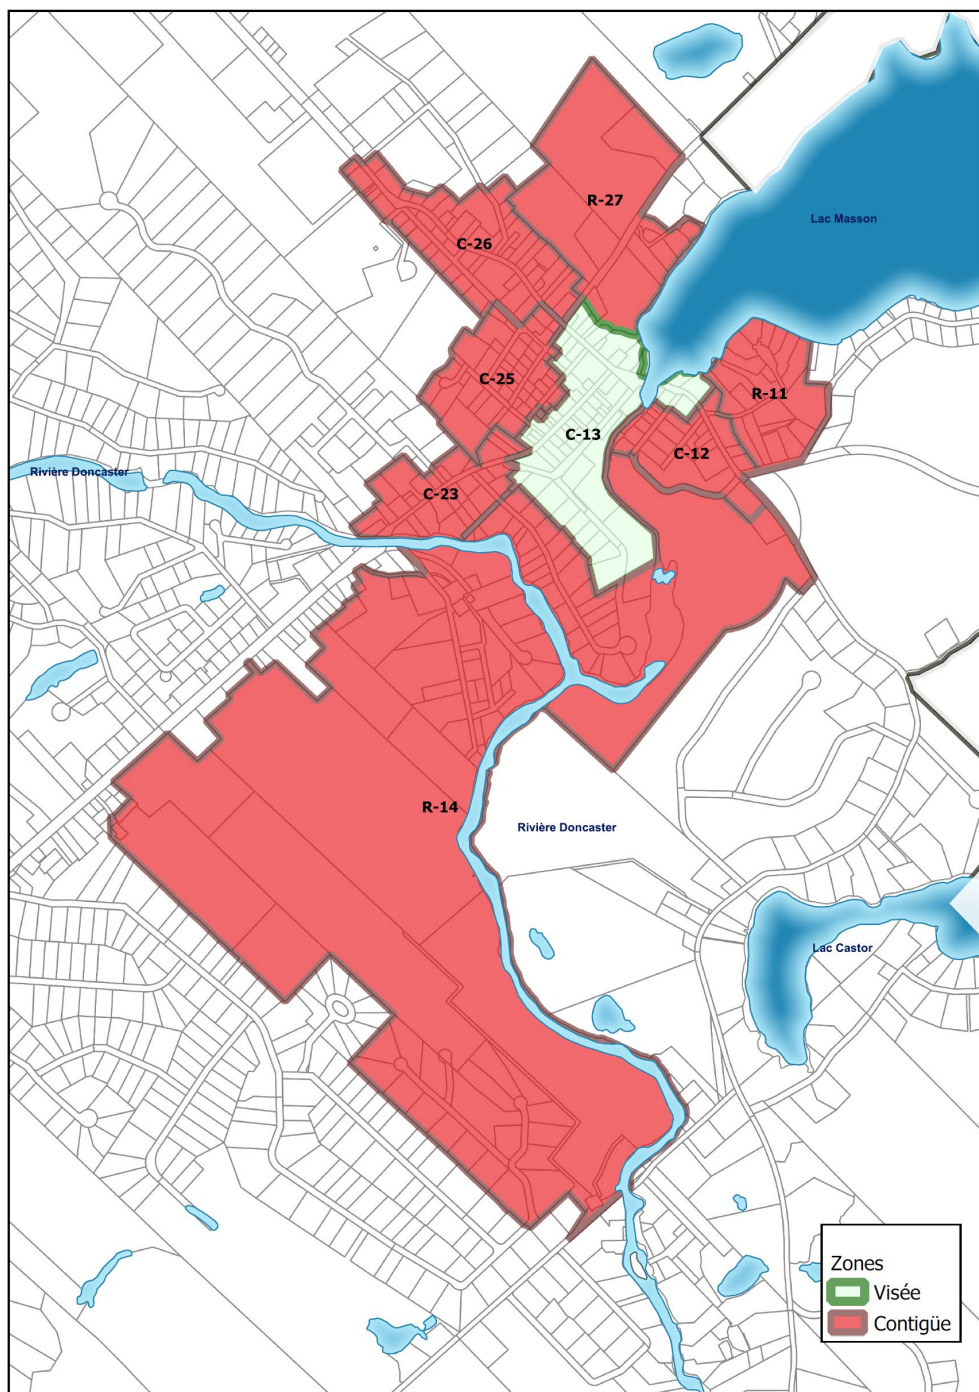 R-27
Lac Masson
C-26
C-25
R-11
C-13
C-12
Rivière Doncaster
C-23
R-14
Rivière Doncaster
Lac Castor
Zones
Visée
Contigüe